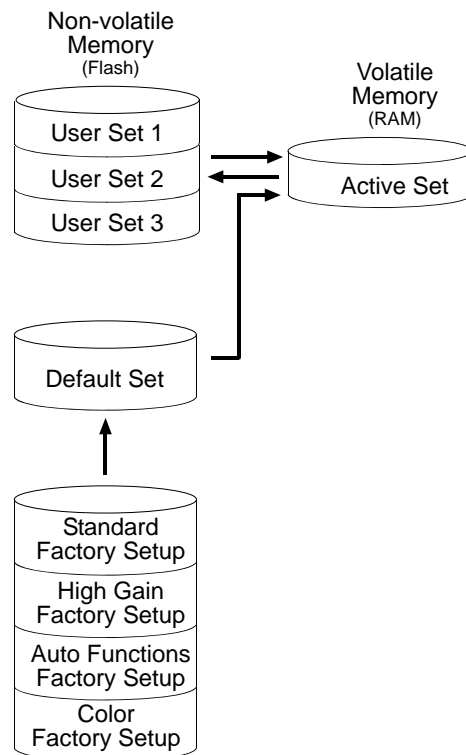 Non-volatile
Memory
(Flash)
User Set 1
User Set 2
User Set 3
Volatile
Memory
(RAM)
Active Set
Default Set
Standard
Factory Setup
High Gain
Factory Setup
Auto Functions
Factory Setup
Color
Factory Setup